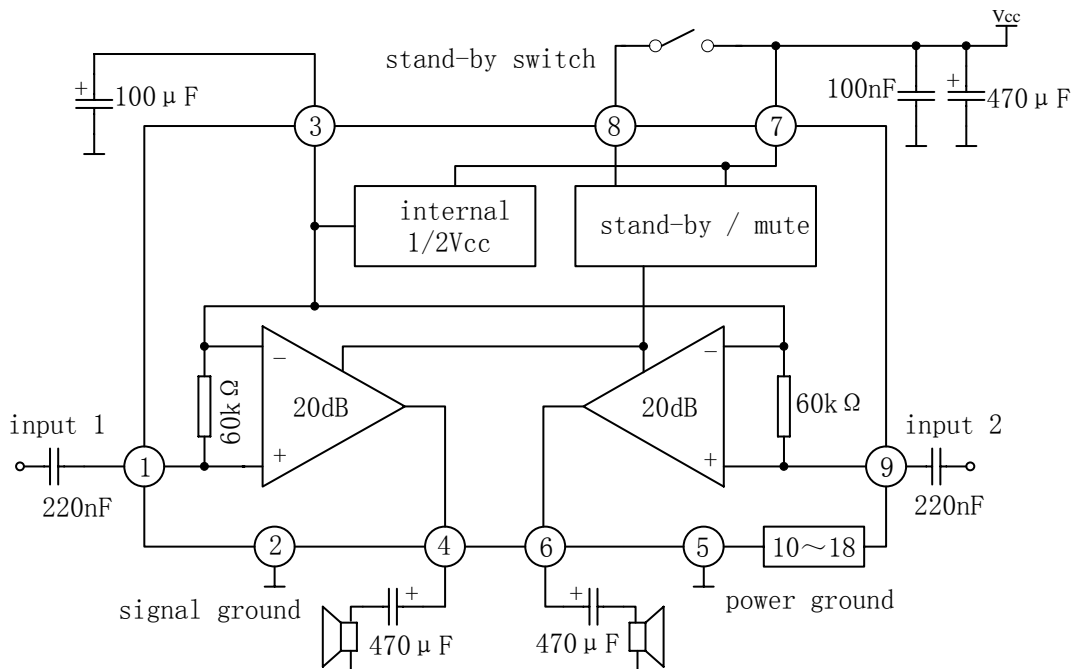 Vcc
stand-by switch
+
100μF
100nF
+
470μF
3
8
7
internal
1/2Vcc
stand-by / mute
−
20dB
+
60kΩ
−
20dB
+
60kΩ
input 1
1
220nF
input 2
9
220nF
2
4
6
5
10~18
signal ground
power ground
+
470μF
+
470μF